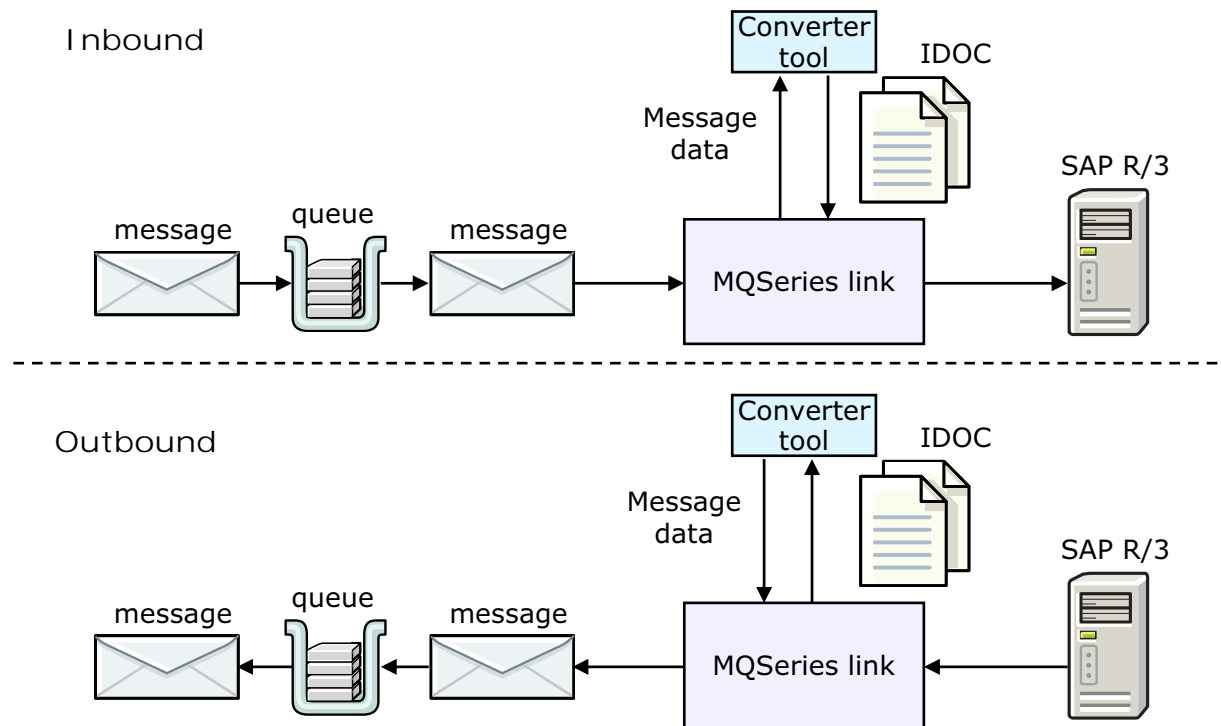 Inbound
Converter
tool
IDOC
Message
data
SAP R/3
message
queue
message
MQSeries link
Outbound
Converter
tool
IDOC
Message
data
SAP R/3
message
queue
message
MQSeries link